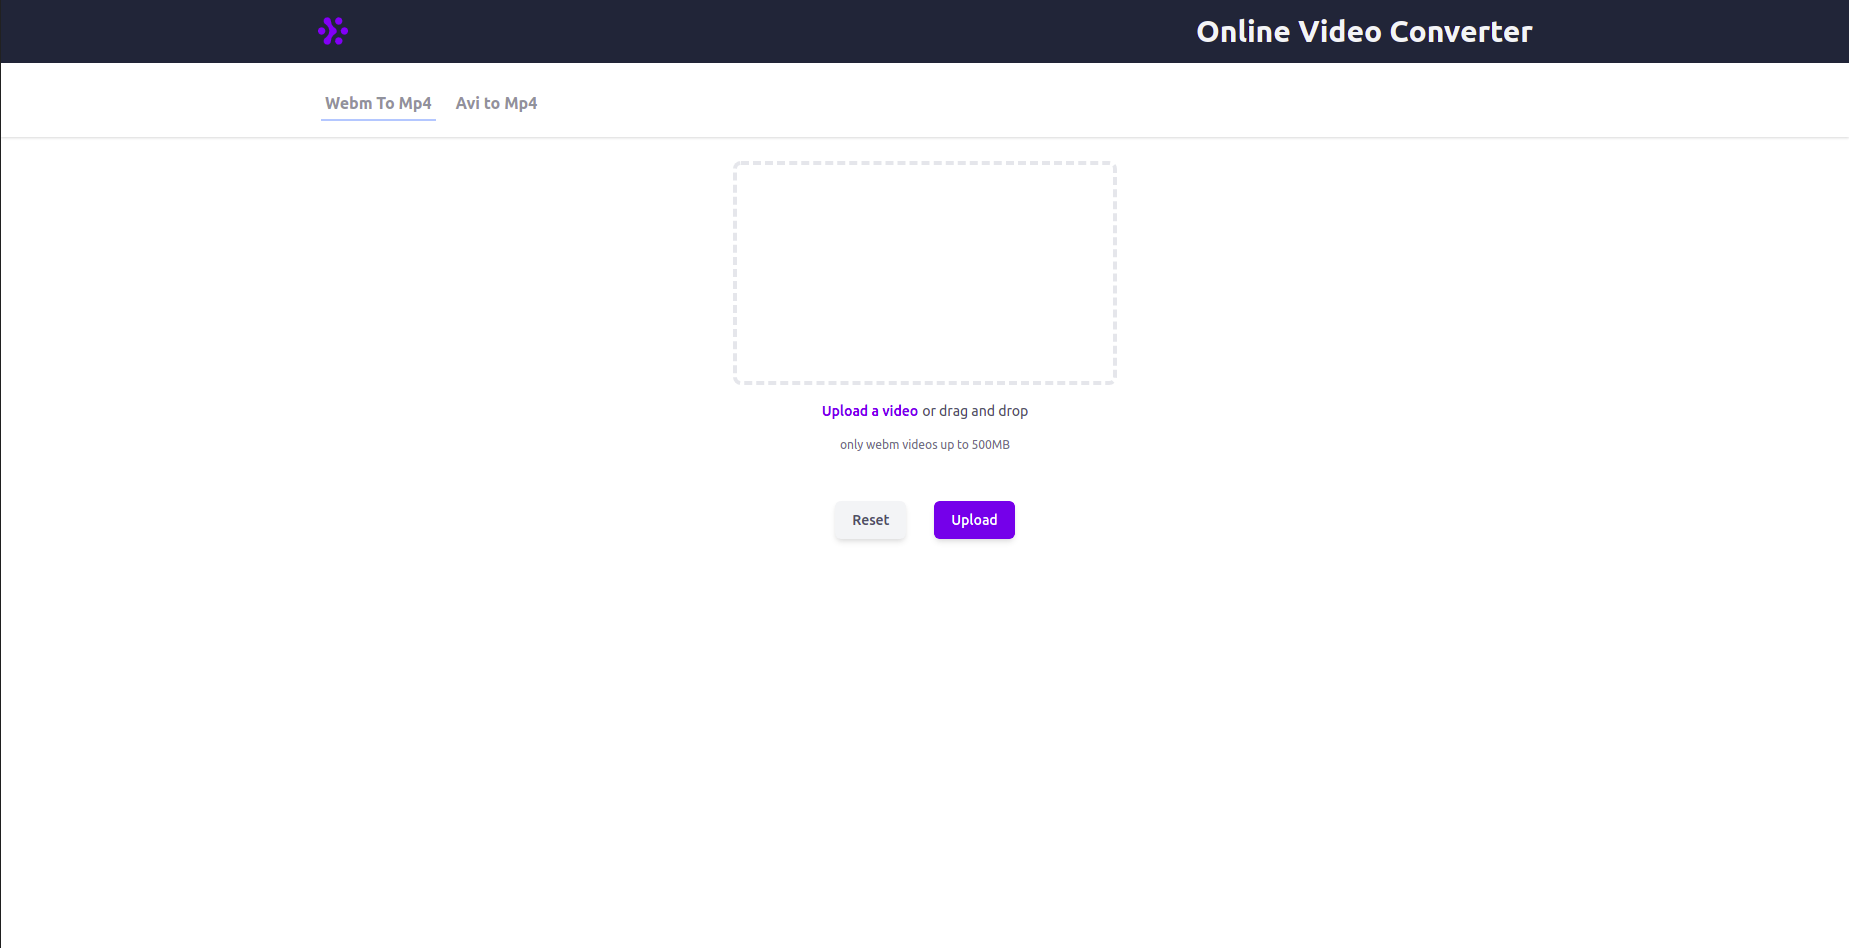 Online Video Converter
Webm To Mp4 Avi to Mp4
Upload a video or drag and drop
only webm videos up to 500MB
Reset Upload